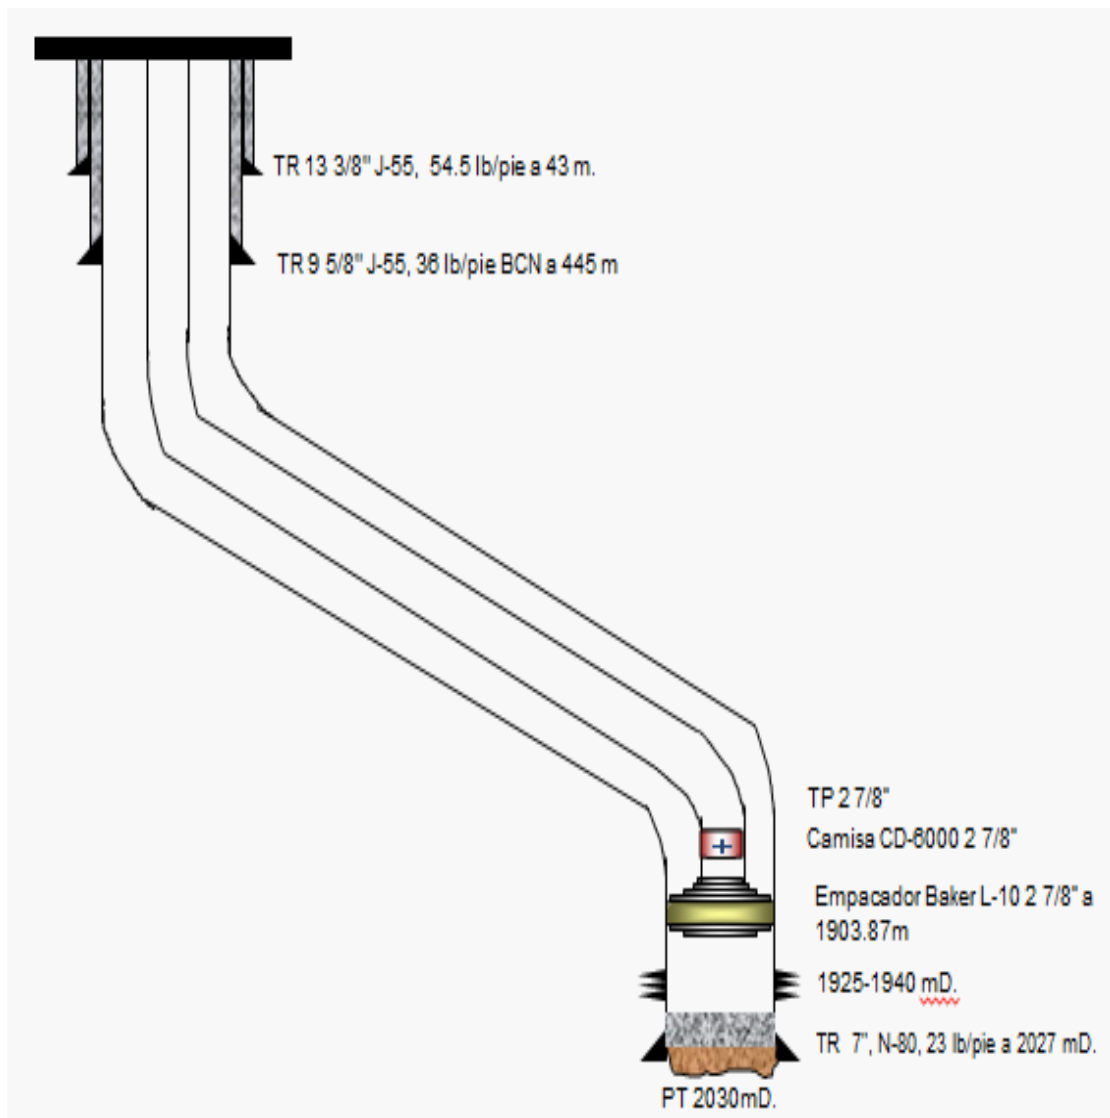 TR 13 3/8" J-55, 54.5 lb/pie a 43 m.
TR 9 5/8" J-55, 36 lb/pie BCN a 445 m
TP 2 7/8"
Camisa CD-6000 2 7/8"
Empacador Baker L-10 2 7/8" a
1903.87m
1925-1940 mD.
TR 7", N-80, 23 lb/pie a 2027 mD.
PT 2030mD.